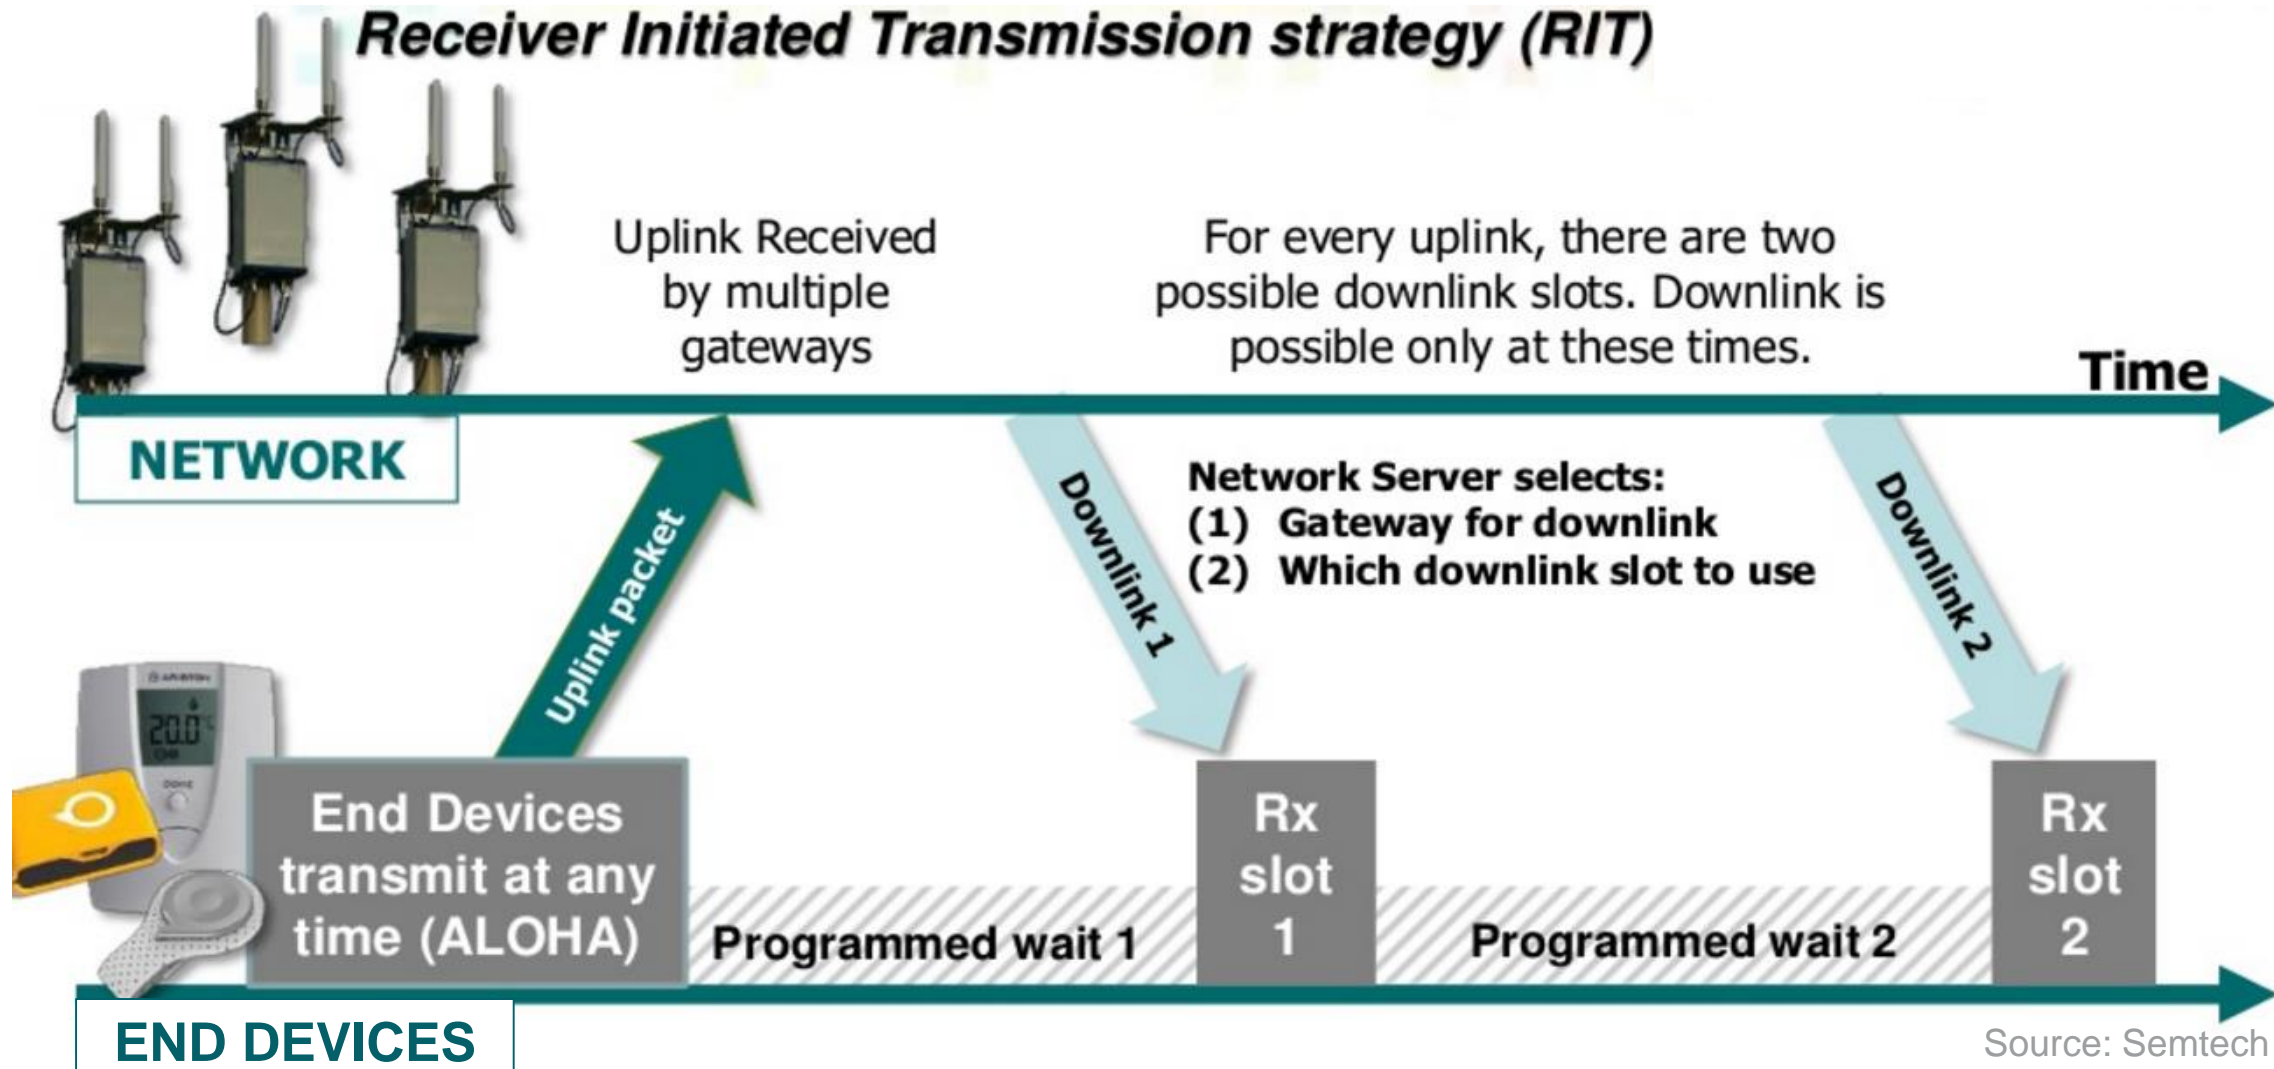 Receiver Initiated Transmission strategy (RIT)
Uplink Received
by multiple
gateways
For every uplink, there are two
possible downlink slots. Downlink is
possible only at these times.
Time
NETWORK
Uplink packet
Downlink 1
Network Server selects:
(1) Gateway for downlink
(2) Which downlink slot to use
Downlink 2
20.0
End Devices
transmit at any
time (ALOHA)
Programmed wait 1
Rx
slot
1
Programmed wait 2
Rx
slot
2
END DEVICES
Source: Semtech